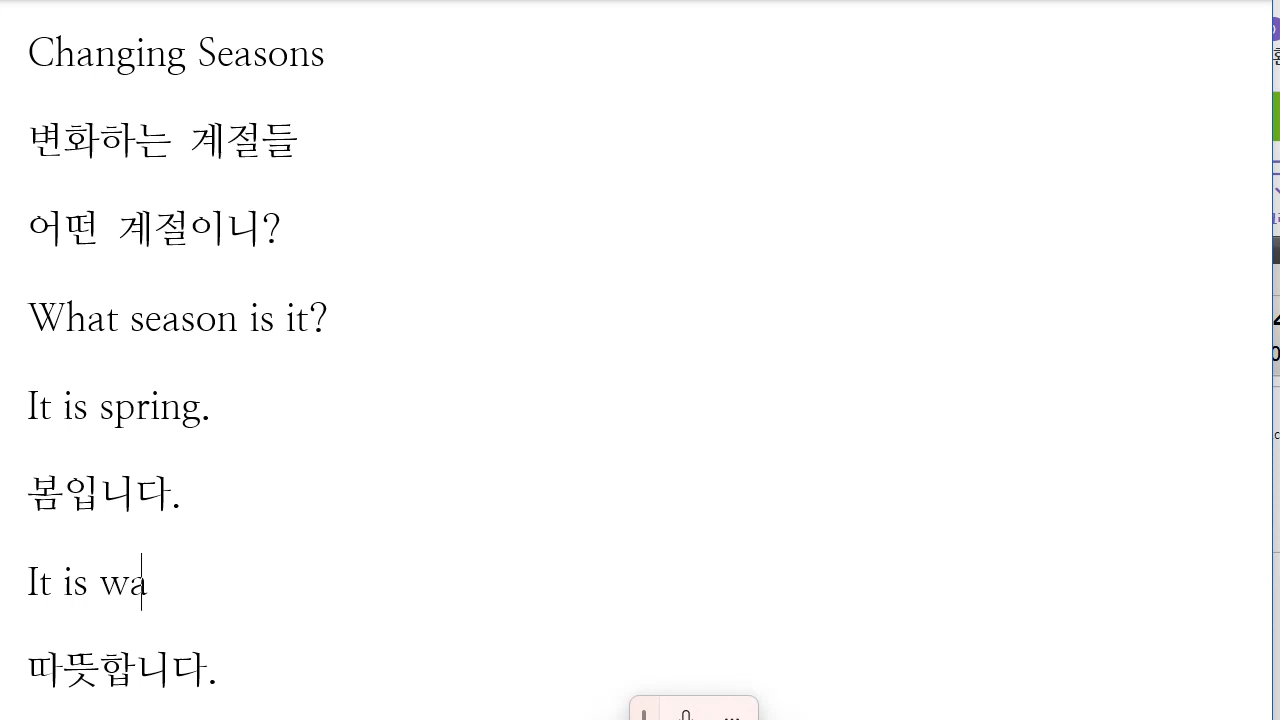 Changing Seasons
변화하는 계절들
어떤 계절이니?
What season is it?
It is spring.
봄입니다.
It is wa
따뜻합니다.